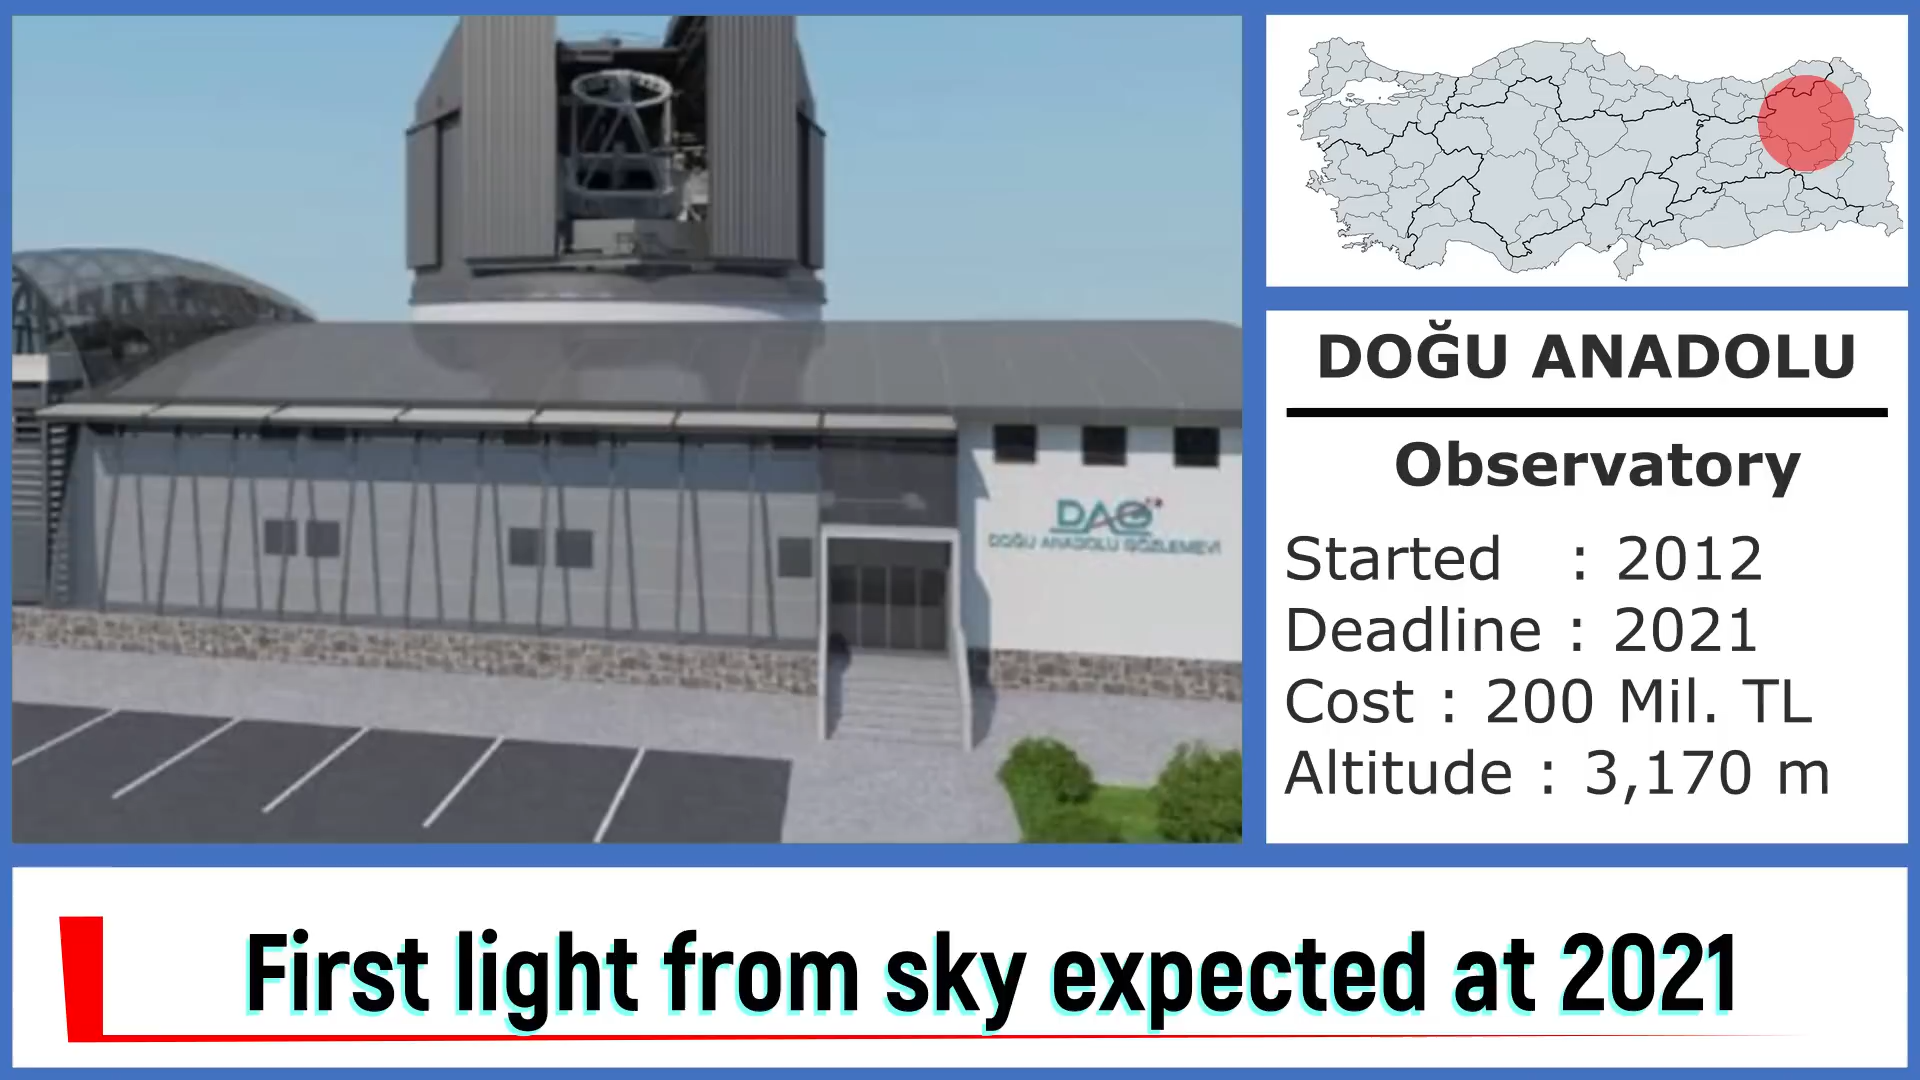 DAG
DOĞU ANADOLU GÖZLEMEVİ
DOĞU ANADOLU
Observatory
Started : 2012
Deadline : 2021
Cost : 200 Mil. TL
Altitude : 3,170 m
First light from sky expected at 2021